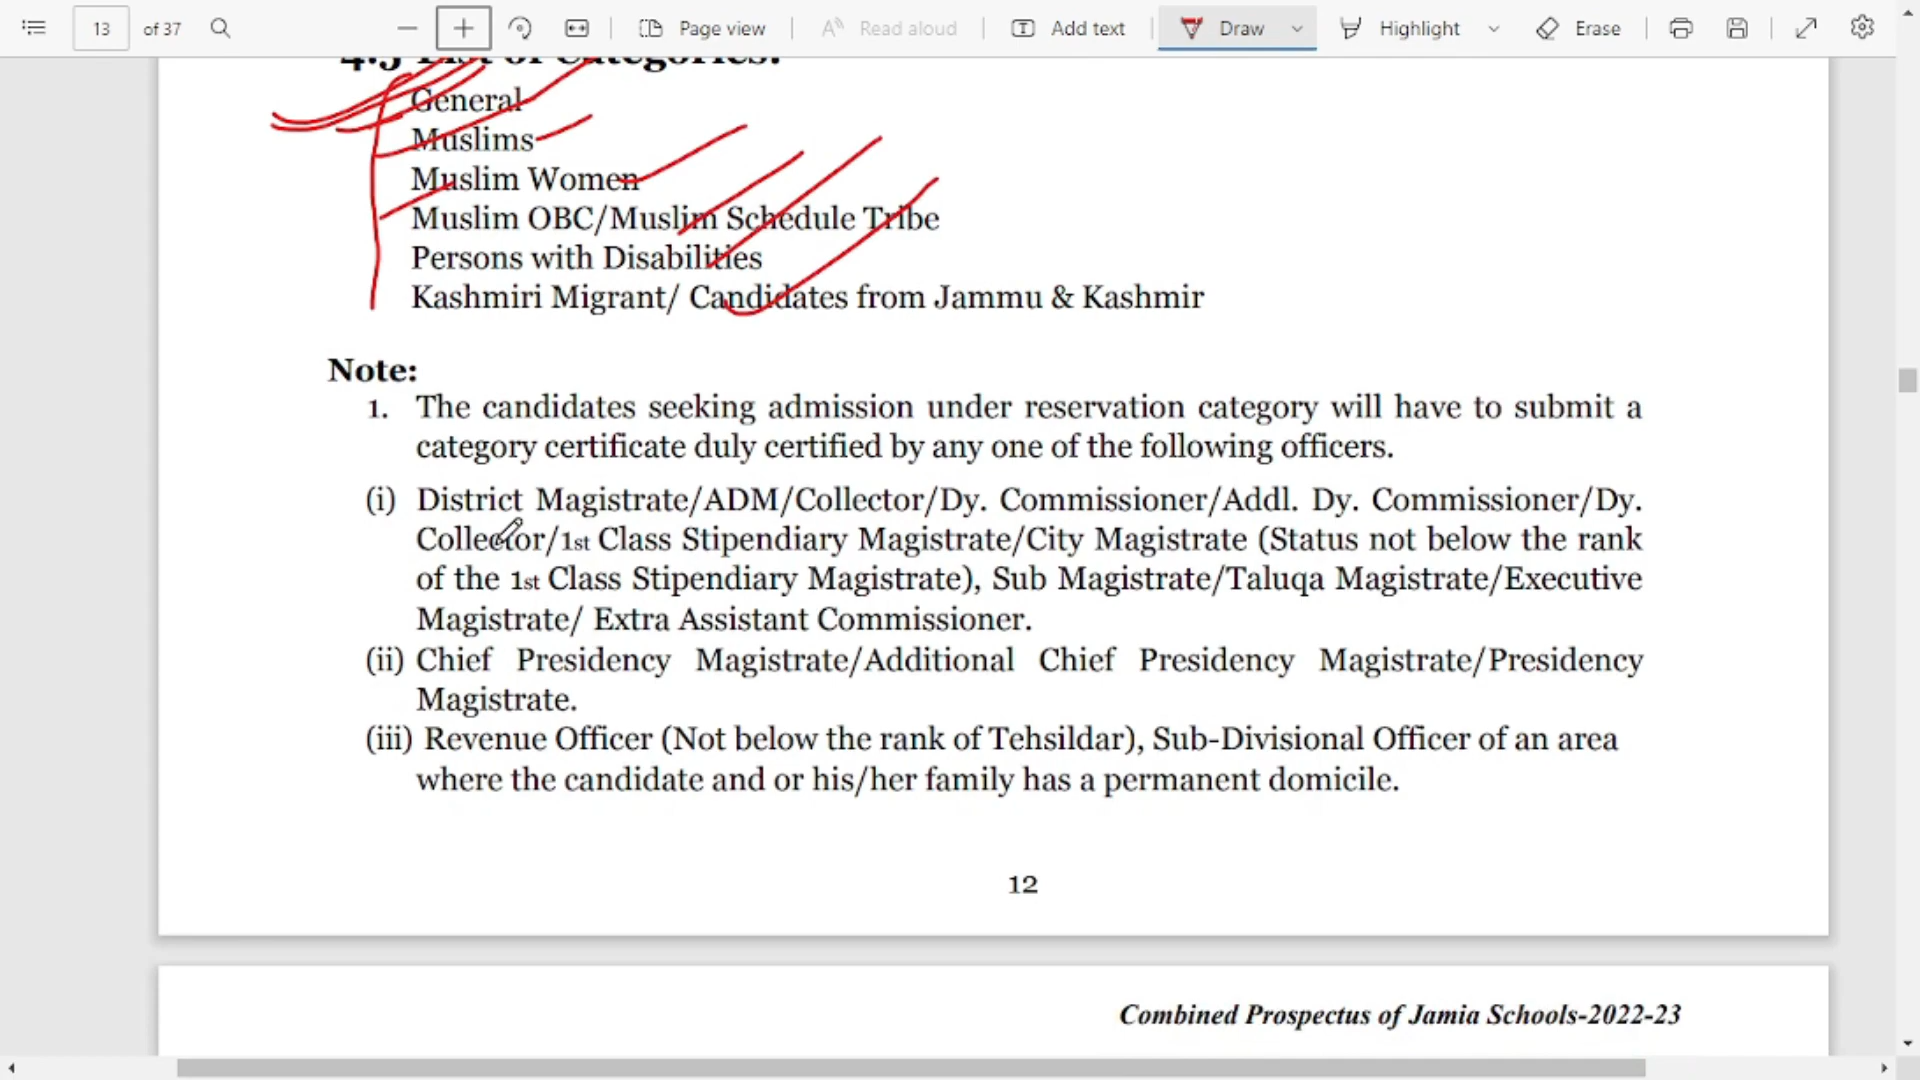 13 of 37 Page view Read aloud Add text Draw Highlight Erase
4.5 List of Categories:
General
Muslims
Muslim Women
Muslim OBC/Muslim Schedule Tribe
Persons with Disabilities
Kashmiri Migrant/ Candidates from Jammu & Kashmir
Note:
1. The candidates seeking admission under reservation category will have to submit a
category certificate duly certified by any one of the following officers.
(i) District Magistrate/ADM/Collector/Dy. Commissioner/Addl. Dy. Commissioner/Dy.
Collector/1st Class Stipendiary Magistrate/City Magistrate (Status not below the rank
of the 1st Class Stipendiary Magistrate), Sub Magistrate/Taluqa Magistrate/Executive
Magistrate/ Extra Assistant Commissioner.
(ii) Chief Presidency Magistrate/Additional Chief Presidency Magistrate/Presidency
Magistrate.
(iii) Revenue Officer (Not below the rank of Tehsildar), Sub-Divisional Officer of an area
where the candidate and or his/her family has a permanent domicile.
12
Combined Prospectus of Jamia Schools-2022-23